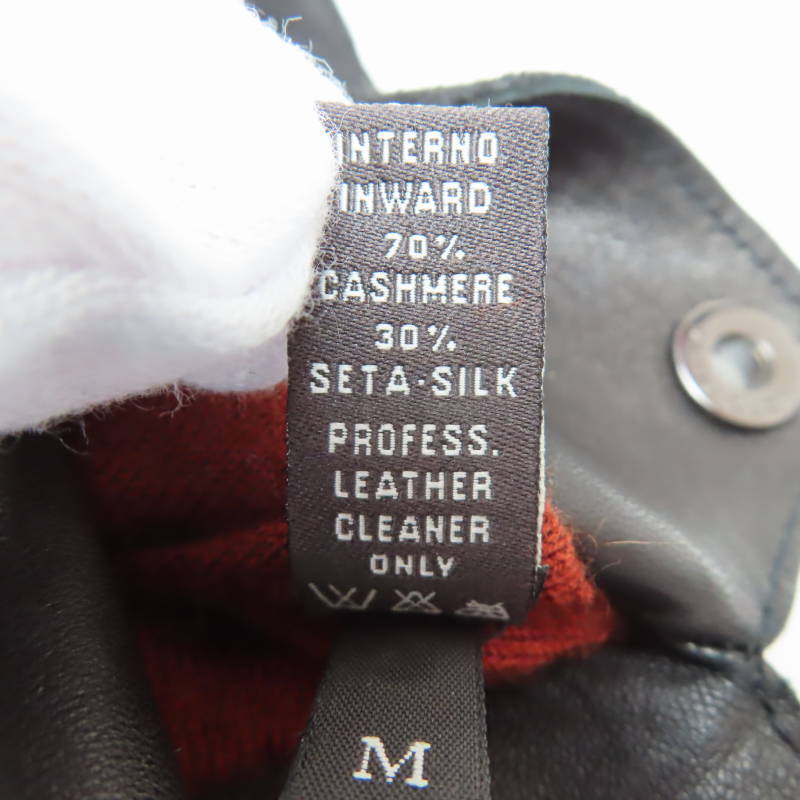 INTERNO
INWARD
70%
CASHMERE
30%
SETA-SILK
PROFESS.
LEATHER
CLEANER
ONLY
M